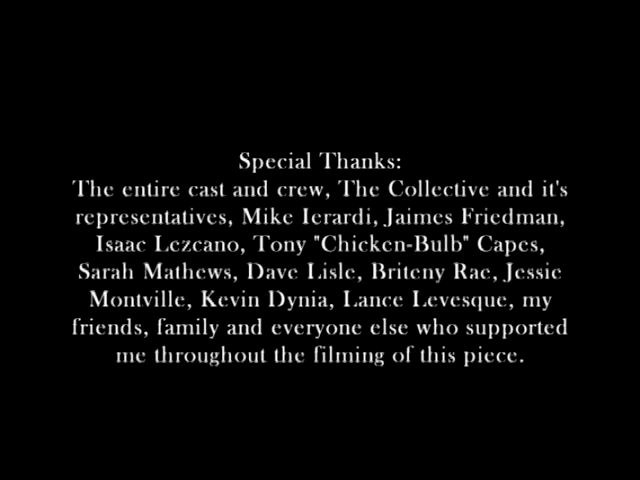 Special Thanks:
The entire cast and crew, The Collective and it's
representatives, Mike Ierardi, Jaimes Friedman,
Isaac Lezcano, Tony "Chicken-Bulb" Capes,
Sarah Mathews, Dave Lisle, Briteny Rae, Jessie
Montville, Kevin Dynia, Lance Levesque, my
friends, family and everyone else who supported
me throughout the filming of this piece.